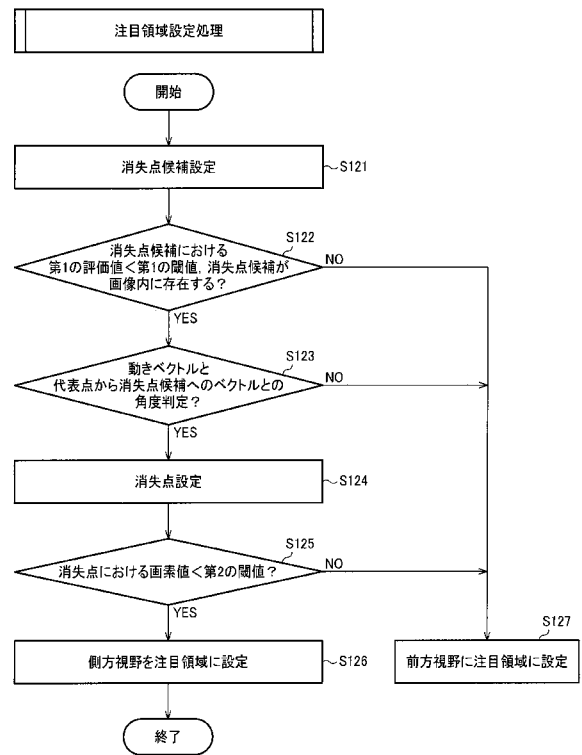 注目領域設定処理
開始
消失点候補設定
S121
消失点候補における
第1の評価値<第1の閾値,消失点候補が
画像内に存在する?
S122
NO
YES
動きベクトルと
代表点から消失点候補へのベクトルとの
角度判定?
S123
NO
YES
消失点設定
S124
消失点における画素値<第2の閾値?
S125
NO
YES
側方視野を注目領域に設定
S126
前方視野に注目領域に設定
S127
終了